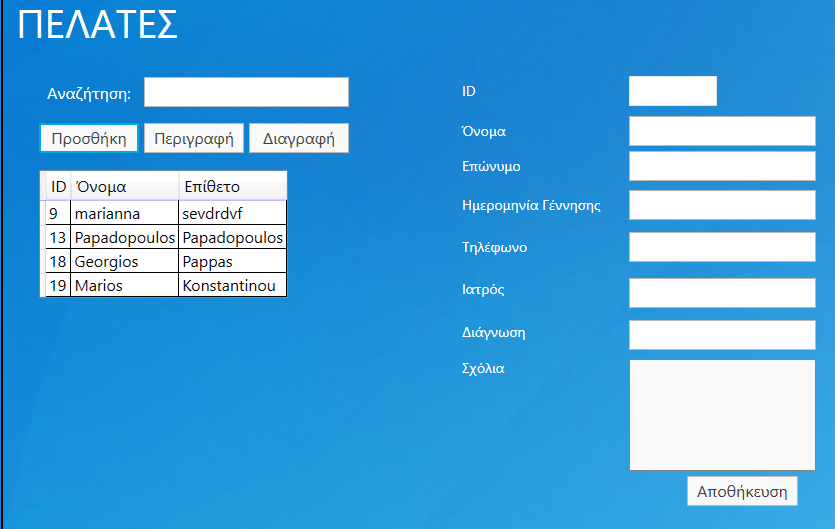 ΠΕΛΑΤΕΣ
Αναζήτηση:
Προσθήκη Περιγραφή Διαγραφή
ID Όνομα Επίθετο
9 marianna sevdrdvf
13 Papadopoulos Papadopoulos
18 Georgios Pappas
19 Marios Konstantinou
ID
Όνομα
Επώνυμο
Ημερομηνία Γέννησης
Τηλέφωνο
Ιατρός
Διάγνωση
Σχόλια
Αποθήκευση